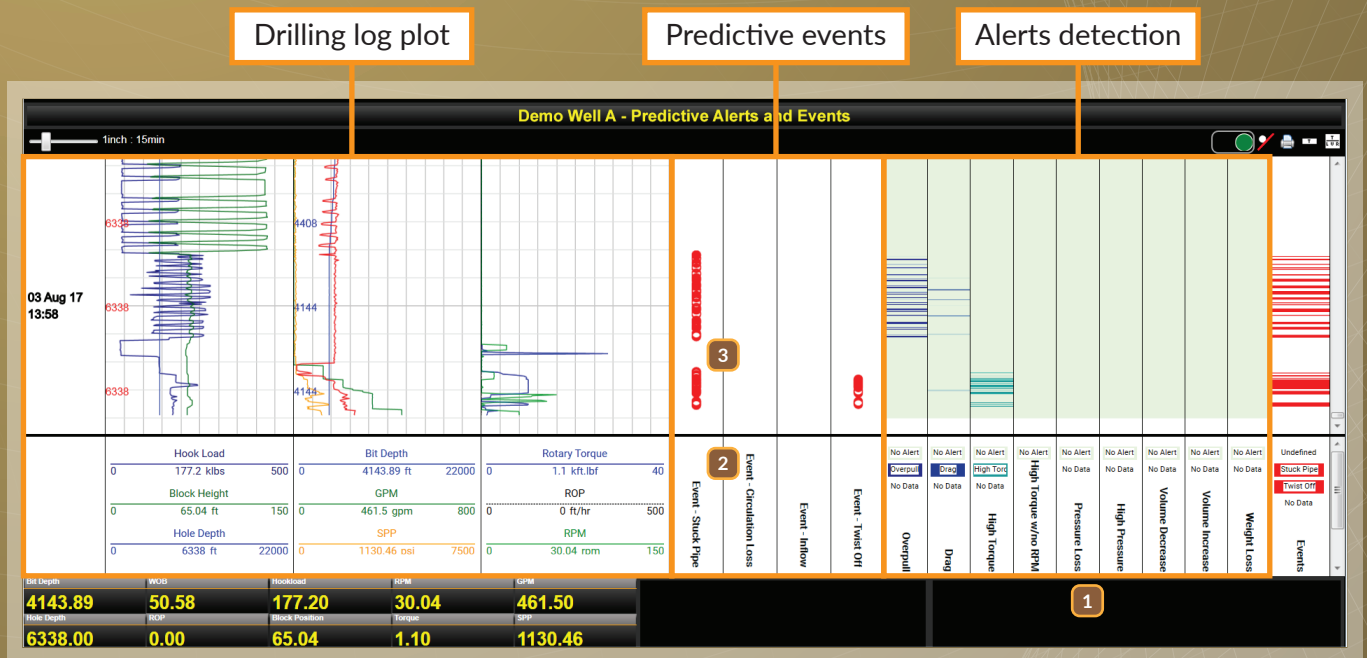 Drilling log plot
Predictive events
Alerts detection
Demo Well A - Predictive Alerts and Events
1inch : 15min
6338
4408
03 Aug 17
13:58
6338
4144
6338
4144
3
2
1
Hook Load
0 177.2 klbs 500
Block Height
0 65.04 ft 150
Hole Depth
0 6338 ft 22000
Bit Depth
0 4143.89 ft 22000
GPM
0 461.5 gpm 800
SPP
0 1130.46 psi 7500
Rotary Torque
0 1.1 kft.lbf 40
ROP
0 0 ft/hr 500
RPM
0 30.04 rpm 150
Event - Stuck Pipe
Event - Circulation Loss
Event - Inflow
Event - Twist Off
No Alert
Overpull
No Data
Overpull
No Alert
Drag
No Data
Drag
No Alert
High Torc
No Data
High Torque
No Alert
No Data
High Torque w/no RPM
No Alert
No Data
Pressure Loss
No Alert
No Data
High Pressure
No Alert
No Data
Volume Decrease
No Alert
No Data
Volume Increase
No Alert
No Data
Weight Loss
Undefined
Stuck Pipe
Twist Off
No Data
Events
Bit Depth WOB Hookload RPM GPM
4143.89 50.58 177.20 30.04 461.50
Hole Depth ROP Block Position Torque SPP
6338.00 0.00 65.04 1.10 1130.46